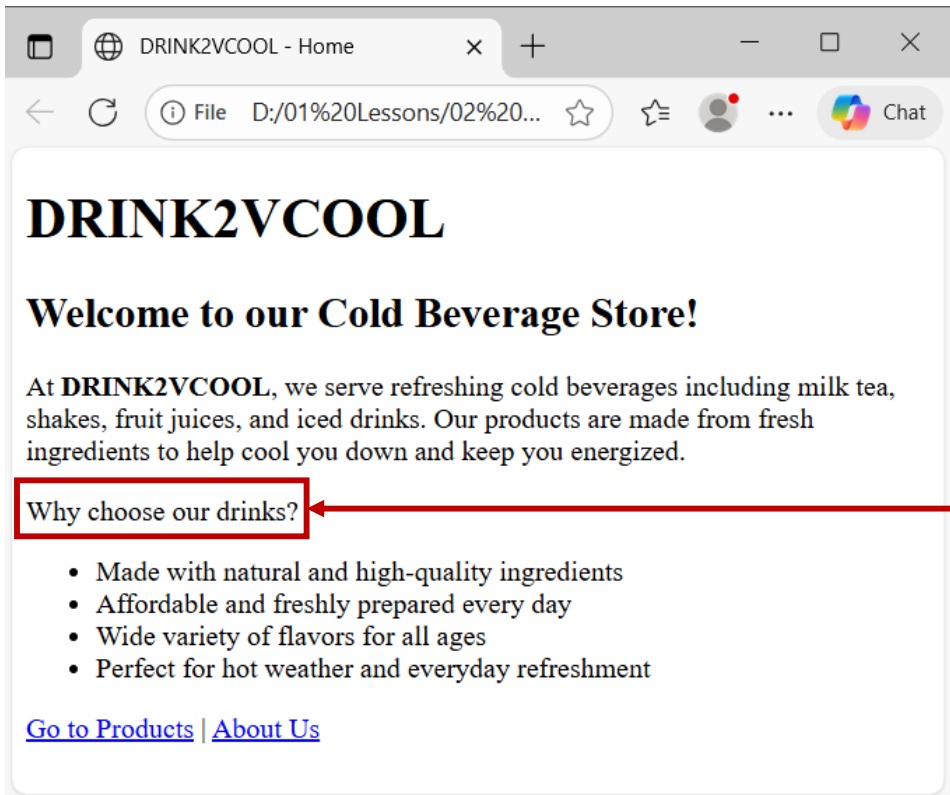 DRINK2VCOOL - Home
File D:/01%20Lessons/02%20...
Chat
DRINK2VCOOL
Welcome to our Cold Beverage Store!
At DRINK2VCOOL, we serve refreshing cold beverages including milk tea,
shakes, fruit juices, and iced drinks. Our products are made from fresh
ingredients to help cool you down and keep you energized.
Why choose our drinks?
• Made with natural and high-quality ingredients
• Affordable and freshly prepared every day
• Wide variety of flavors for all ages
• Perfect for hot weather and everyday refreshment
Go to Products | About Us